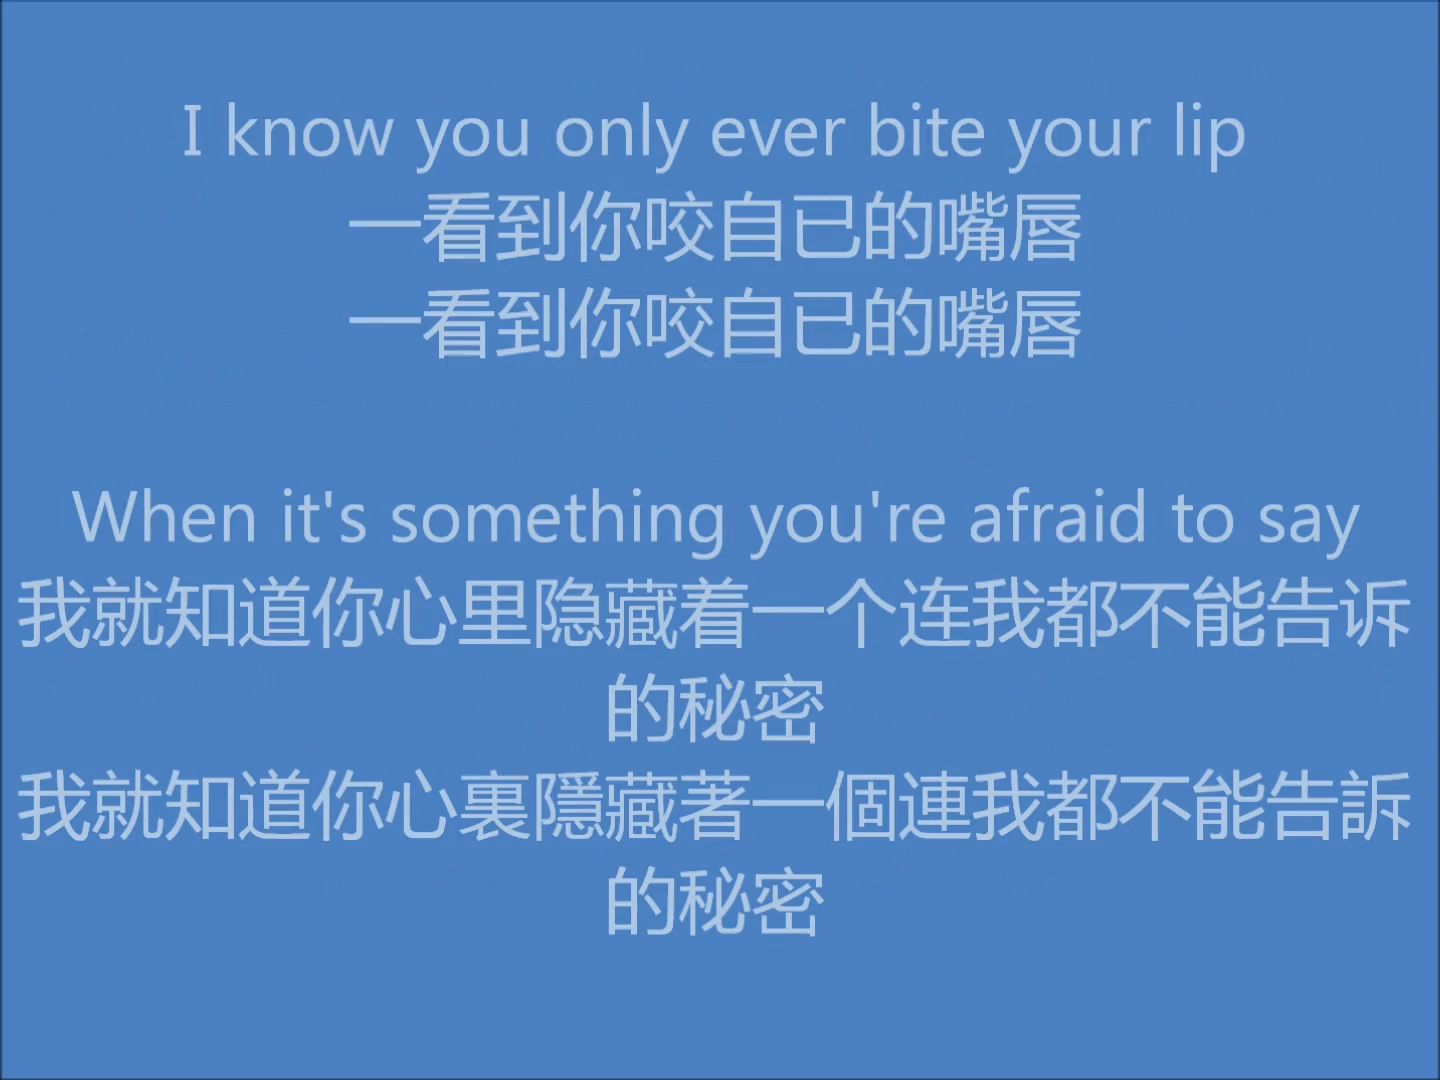 I know you only ever bite your lip
一看到你咬自已的嘴唇
一看到你咬自已的嘴唇
When it's something you're afraid to say
我就知道你心里隐藏着一个连我都不能告诉
的秘密
我就知道你心裏隱藏著一個連我都不能告訴
的秘密